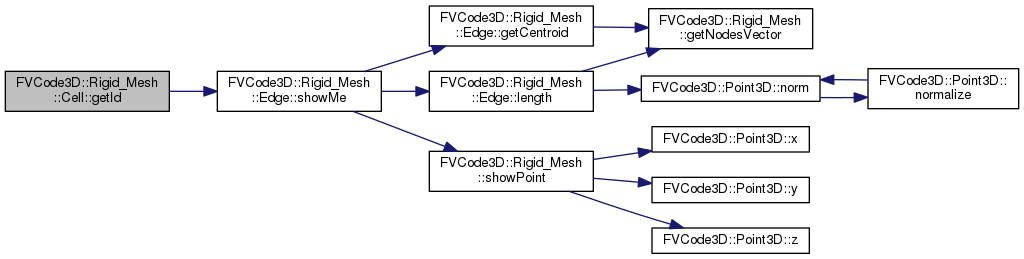 FVCode3D::Rigid_Mesh
::Cell::getId
FVCode3D::Rigid_Mesh
::Edge::showMe
FVCode3D::Rigid_Mesh
::Edge::getCentroid
FVCode3D::Rigid_Mesh
::Edge::length
FVCode3D::Rigid_Mesh
::showPoint
FVCode3D::Rigid_Mesh
::getNodesVector
FVCode3D::Point3D::norm
FVCode3D::Point3D::
normalize
FVCode3D::Point3D::x
FVCode3D::Point3D::y
FVCode3D::Point3D::z